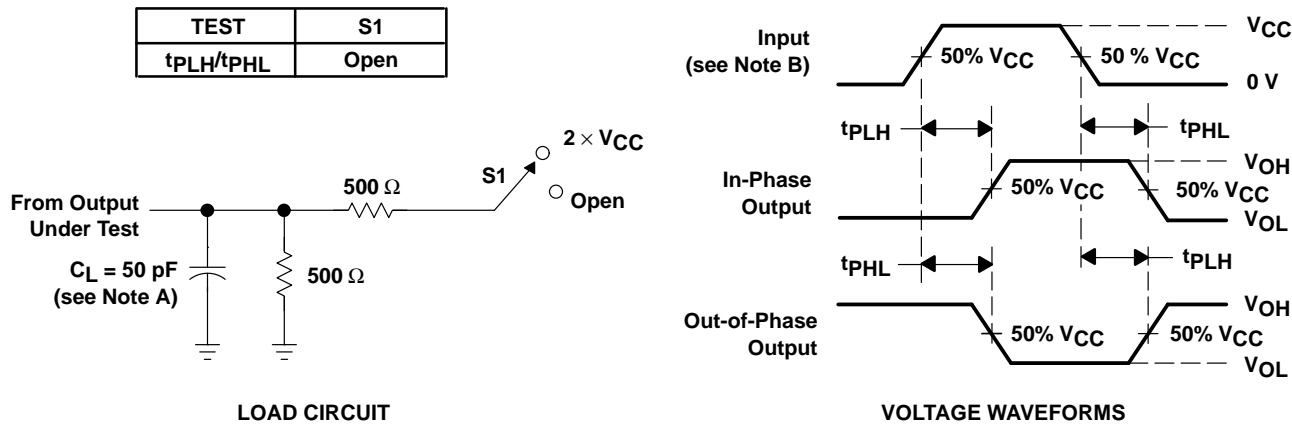 TEST S1
tPLH/tPHL Open
From Output
Under Test
CL = 50 pF
(see Note A)
500 Ω
500 Ω
S1
2 × VCC
Open
LOAD CIRCUIT
Input
(see Note B)
50% VCC
50 % VCC
VCC
0 V
tPLH
tPHL
In-Phase
Output
50% VCC
50% VCC
VOH
VOL
tPHL
tPLH
Out-of-Phase
Output
50% VCC
50% VCC
VOH
VOL
VOLTAGE WAVEFORMS